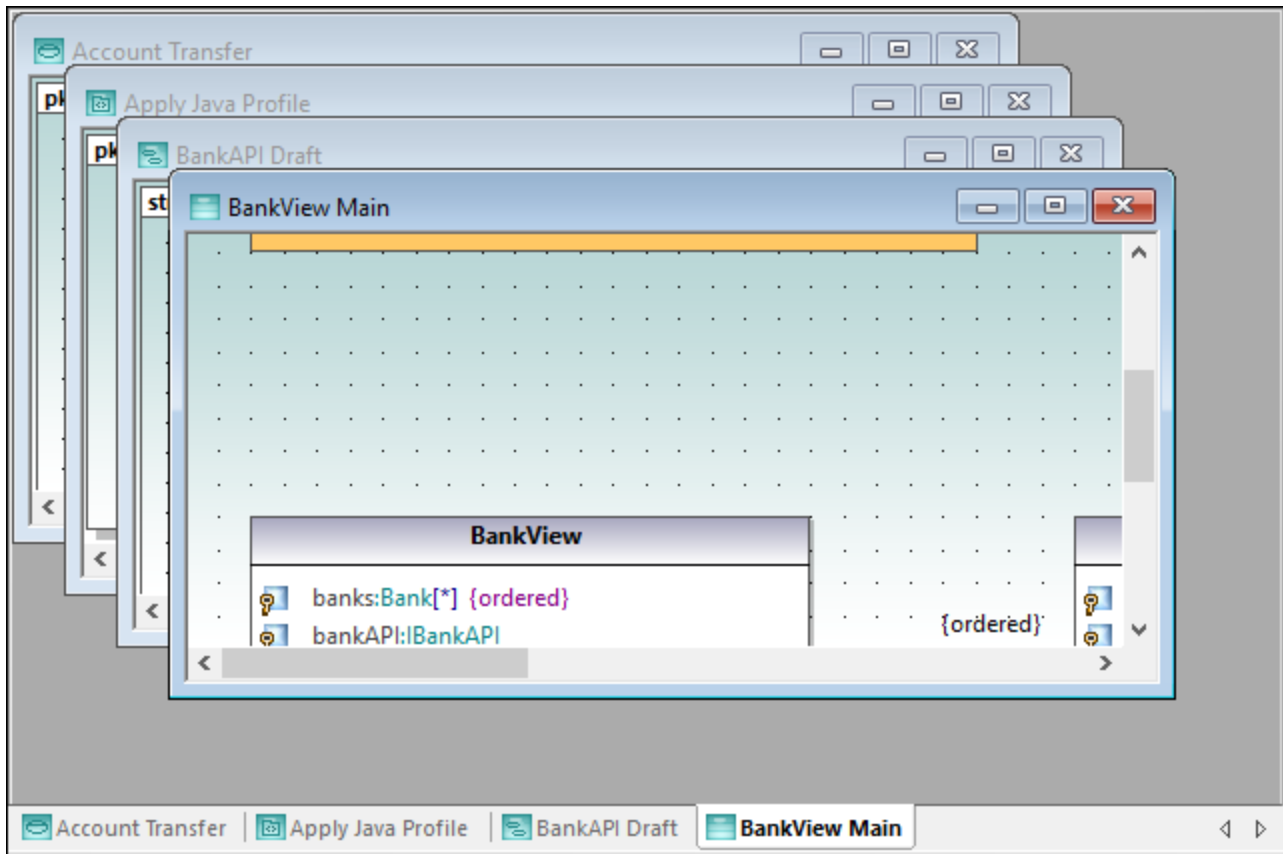 Account Transfer
Apply Java Profile
BankAPI Draft
BankView Main
BankView
banks:Bank[*] {ordered}
bankAPI:IBankAPI
{ordered}
Account Transfer
Apply Java Profile
BankAPI Draft
BankView Main